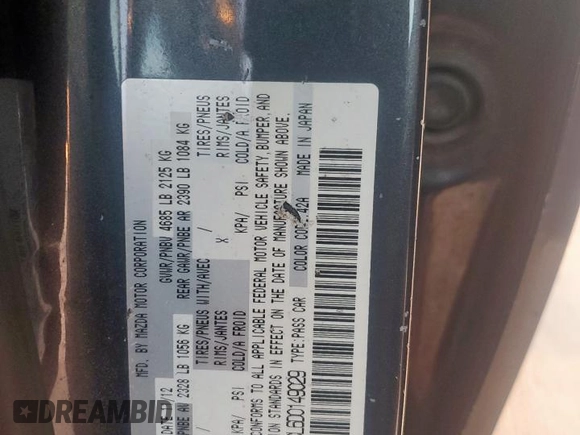 MFD. BY MAZDA MOTOR CORPORATION
12 GVWR/PNBV 4685 LB 2125 KG
PNBE AV 2328 LB 1056 KG REAR GAWR/PNBE AR 2390 LB 1084 KG
TIRES/PNEUS WITH/AVEC / TIRES/PNEUS
RIMS/JANTES X RIMS/JANTES
PSI COLD/A FROID KPA/ PSI COLD/A FROID
CONFORMS TO ALL APPLICABLE FEDERAL MOTOR VEHICLE SAFETY, BUMPER, AND
STANDARDS IN EFFECT ON THE DATE OF MANUFACTURE SHOWN ABOVE.
L6D0149029 TYPE:PASS CAR COLOR 42A MADE IN JAPAN
DREAMBID.COM